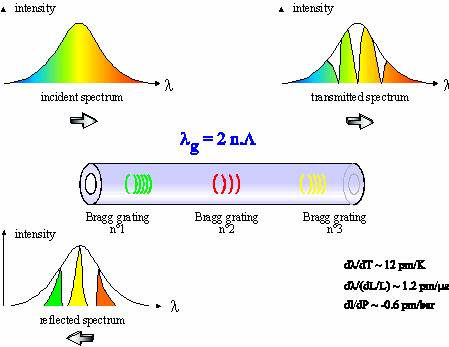 intensity
λ
incident spectrum
intensity
λ
transmitted spectrum
λg = 2 n.Λ
Bragg grating
n°1
Bragg grating
n°2
Bragg grating
n°3
intensity
λ
reflected spectrum
dλ/dT ~ 12 pm/K
dλ/(dL/L) ~ 1.2 pm/με
dl/dP ~ -0.6 pm/bar